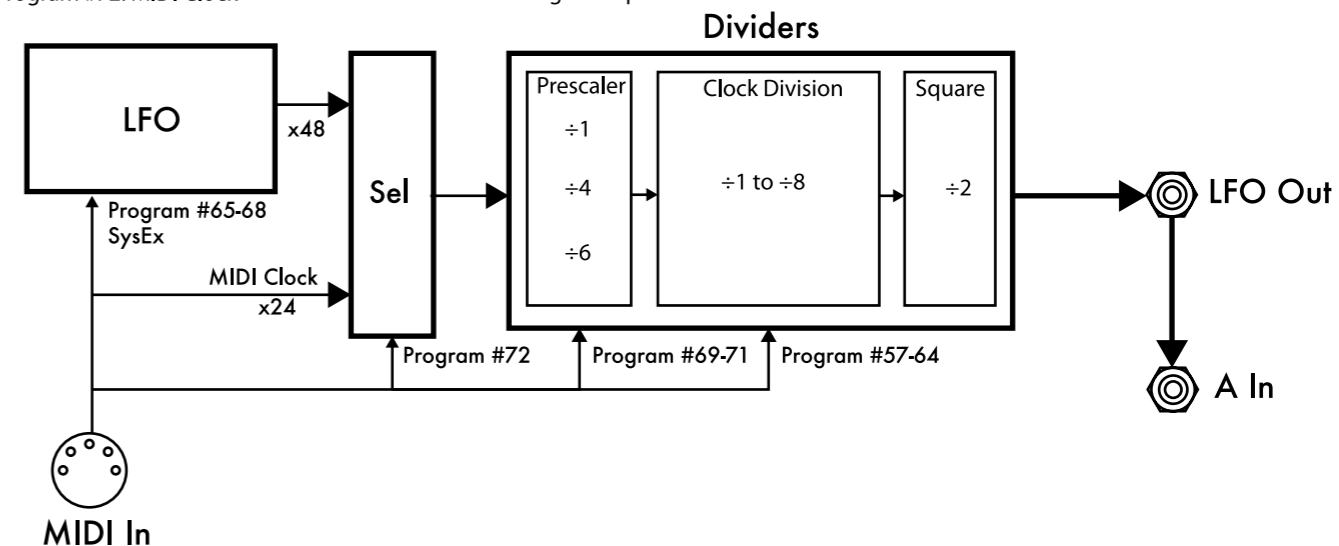 Dividers
LFO
x48
Program #65-68
SysEx
MIDI Clock
x24
Sel
Program #72
Prescaler
÷1
÷4
÷6
Clock Division
÷1 to ÷8
Square
÷2
Program #69-71
Program #57-64
LFO Out
A In
MIDI In